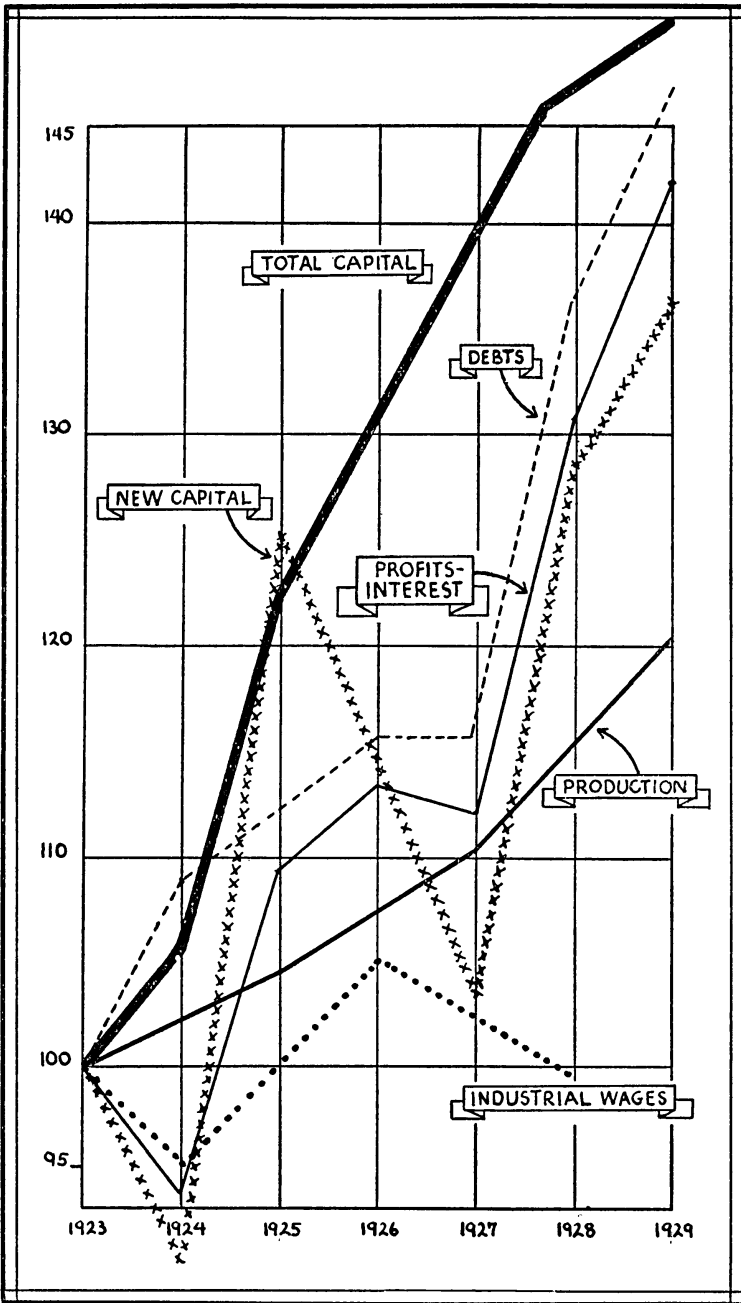 145
140
TOTAL CAPITAL
DEBTS
130
NEW CAPITAL
PROFITS-
INTEREST
120
PRODUCTION
110
100
INDUSTRIAL WAGES
95
1923 1924 1925 1926 1927 1928 1929